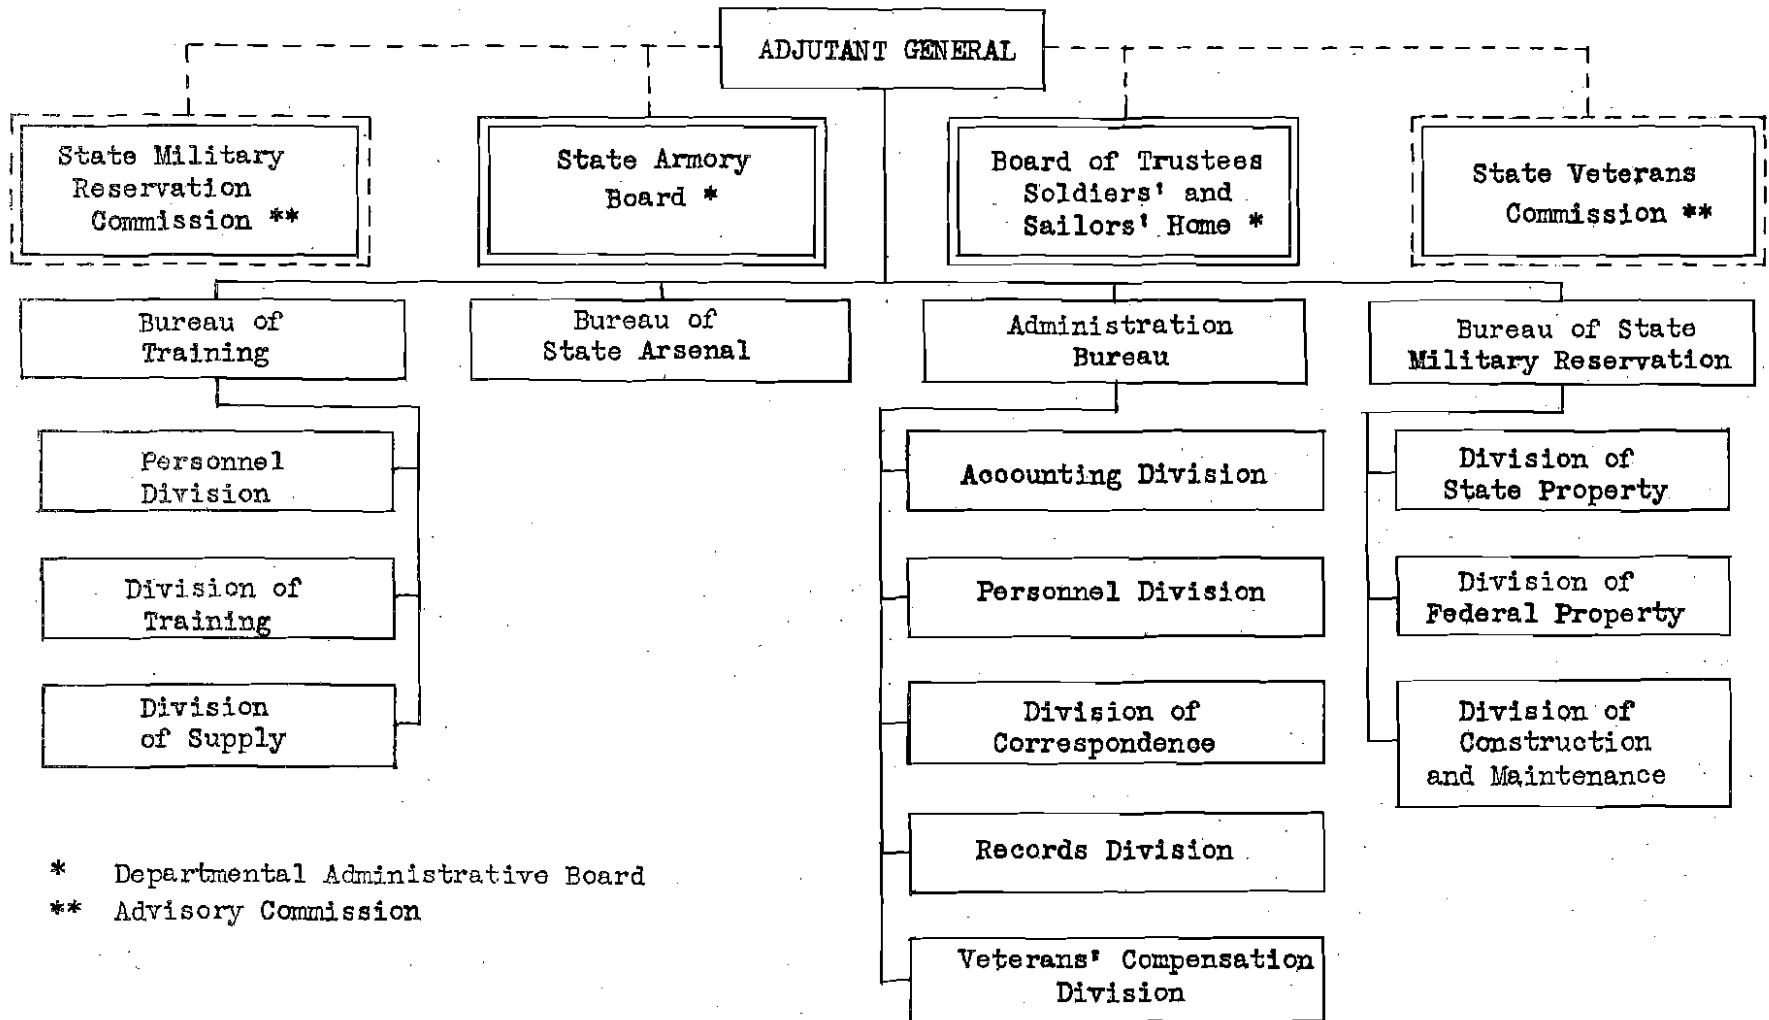 ADJUTANT GENERAL
State Military
Reservation
Commission **
State Armory
Board *
Board of Trustees
Soldiers' and
Sailors' Home *
State Veterans
Commission **
Bureau of
Training
Bureau of
State Arsenal
Administration
Bureau
Bureau of State
Military Reservation
Personnel
Division
Division of
Training
Division
of Supply
Accounting Division
Personnel Division
Division of
Correspondence
Records Division
Veterans' Compensation
Division
Division of
State Property
Division of
Federal Property
Division of
Construction
and Maintenance
* Departmental Administrative Board
** Advisory Commission